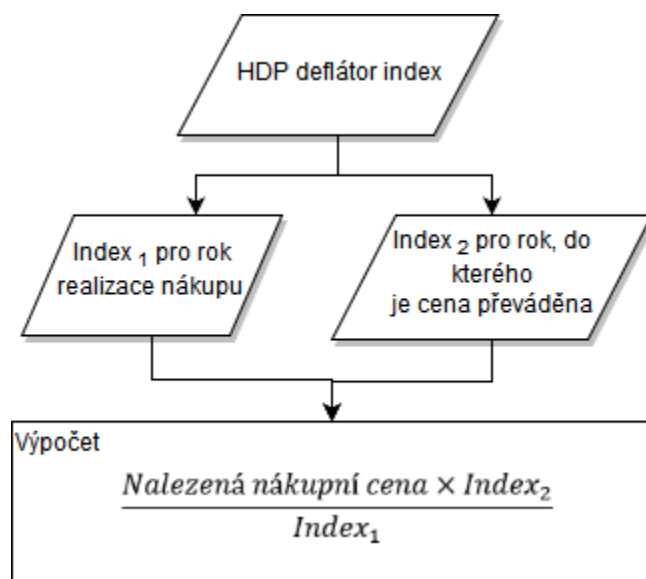 HDP deflátor index
Index 1 pro rok
realizace nákupu
Index 2 pro rok, do
kterého
je cena převáděna
Výpočet
Nalezená nákupní cena × Index2
Index1